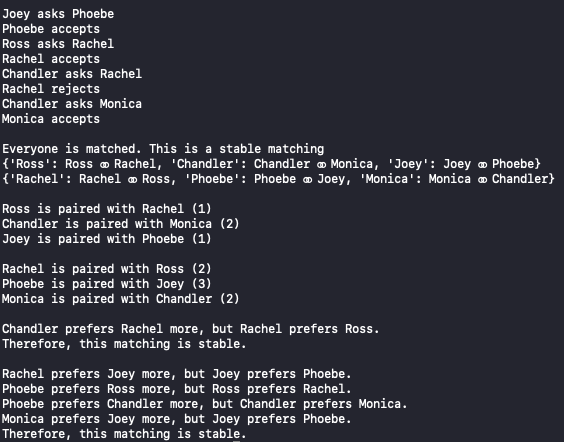 Joey asks Phoebe
Phoebe accepts
Ross asks Rachel
Rachel accepts
Chandler asks Rachel
Rachel rejects
Chandler asks Monica
Monica accepts
Everyone is matched. This is a stable matching
{'Ross': Ross ⚭ Rachel, 'Chandler': Chandler ⚭ Monica, 'Joey': Joey ⚭ Phoebe}
{'Rachel': Rachel ⚭ Ross, 'Phoebe': Phoebe ⚭ Joey, 'Monica': Monica ⚭ Chandler}
Ross is paired with Rachel (1)
Chandler is paired with Monica (2)
Joey is paired with Phoebe (1)
Rachel is paired with Ross (2)
Phoebe is paired with Joey (3)
Monica is paired with Chandler (2)
Chandler prefers Rachel more, but Rachel prefers Ross.
Therefore, this matching is stable.
Rachel prefers Joey more, but Joey prefers Phoebe.
Phoebe prefers Ross more, but Ross prefers Rachel.
Phoebe prefers Chandler more, but Chandler prefers Monica.
Monica prefers Joey more, but Joey prefers Phoebe.
Therefore, this matching is stable.